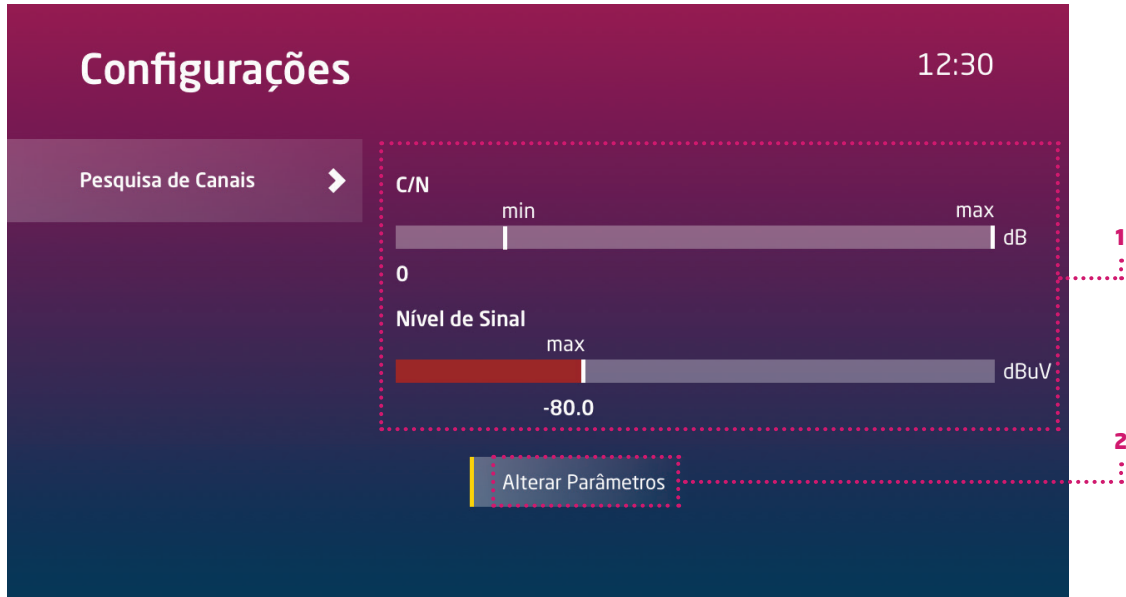 Configurações
12:30
Pesquisa de Canais
C/N
min
max
dB
0
1
Nível de Sinal
max
dBuV
-80.0
2
Alterar Parâmetros